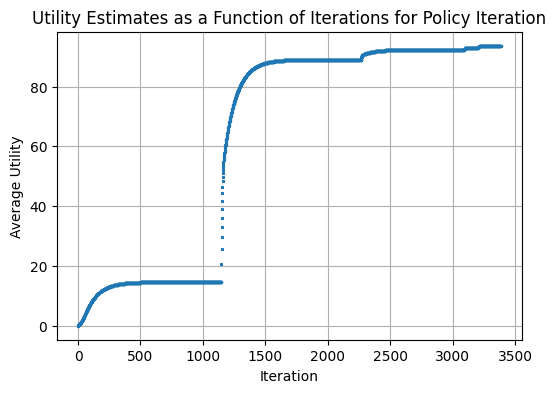 Utility Estimates as a Function of Iterations for Policy Iteration
80
60
40
20
0
Average Utility
0 500 1000 1500 2000 2500 3000 3500
Iteration